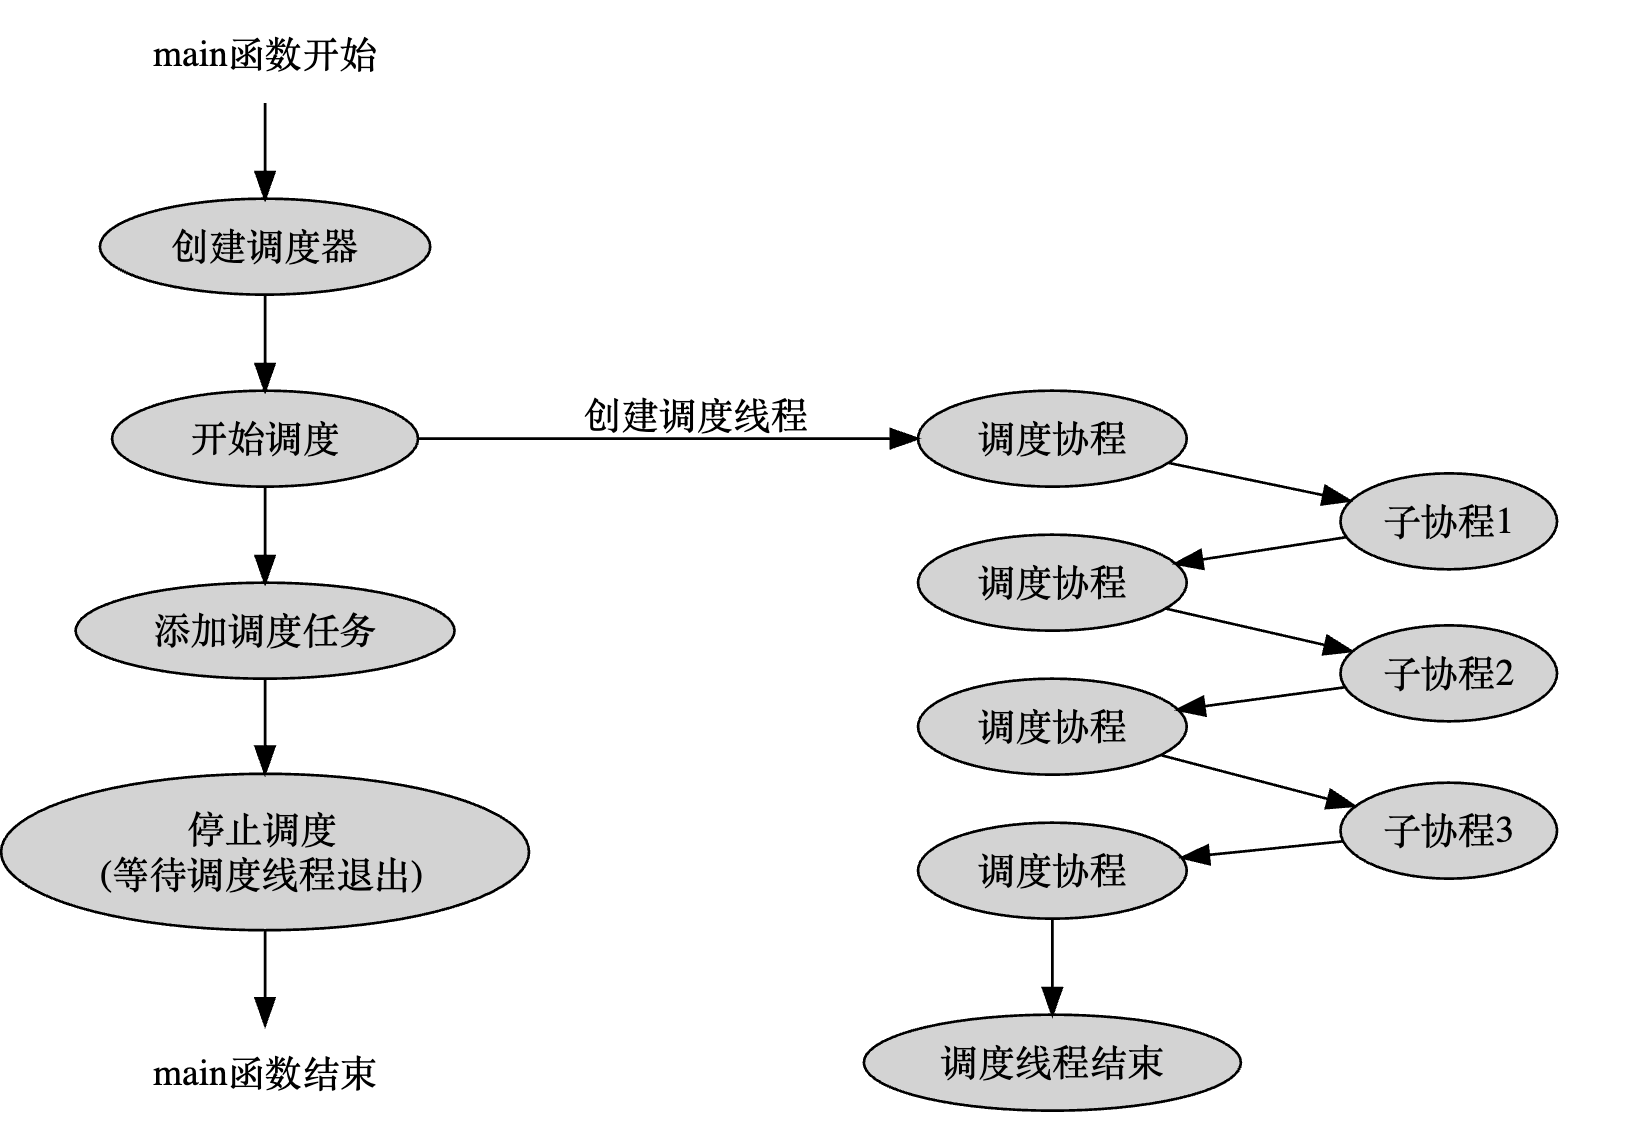 main函数开始
创建调度器
开始调度
创建调度线程
调度协程
子协程1
调度协程
添加调度任务
子协程2
调度协程
停止调度
(等待调度线程退出)
子协程3
调度协程
调度线程结束
main函数结束